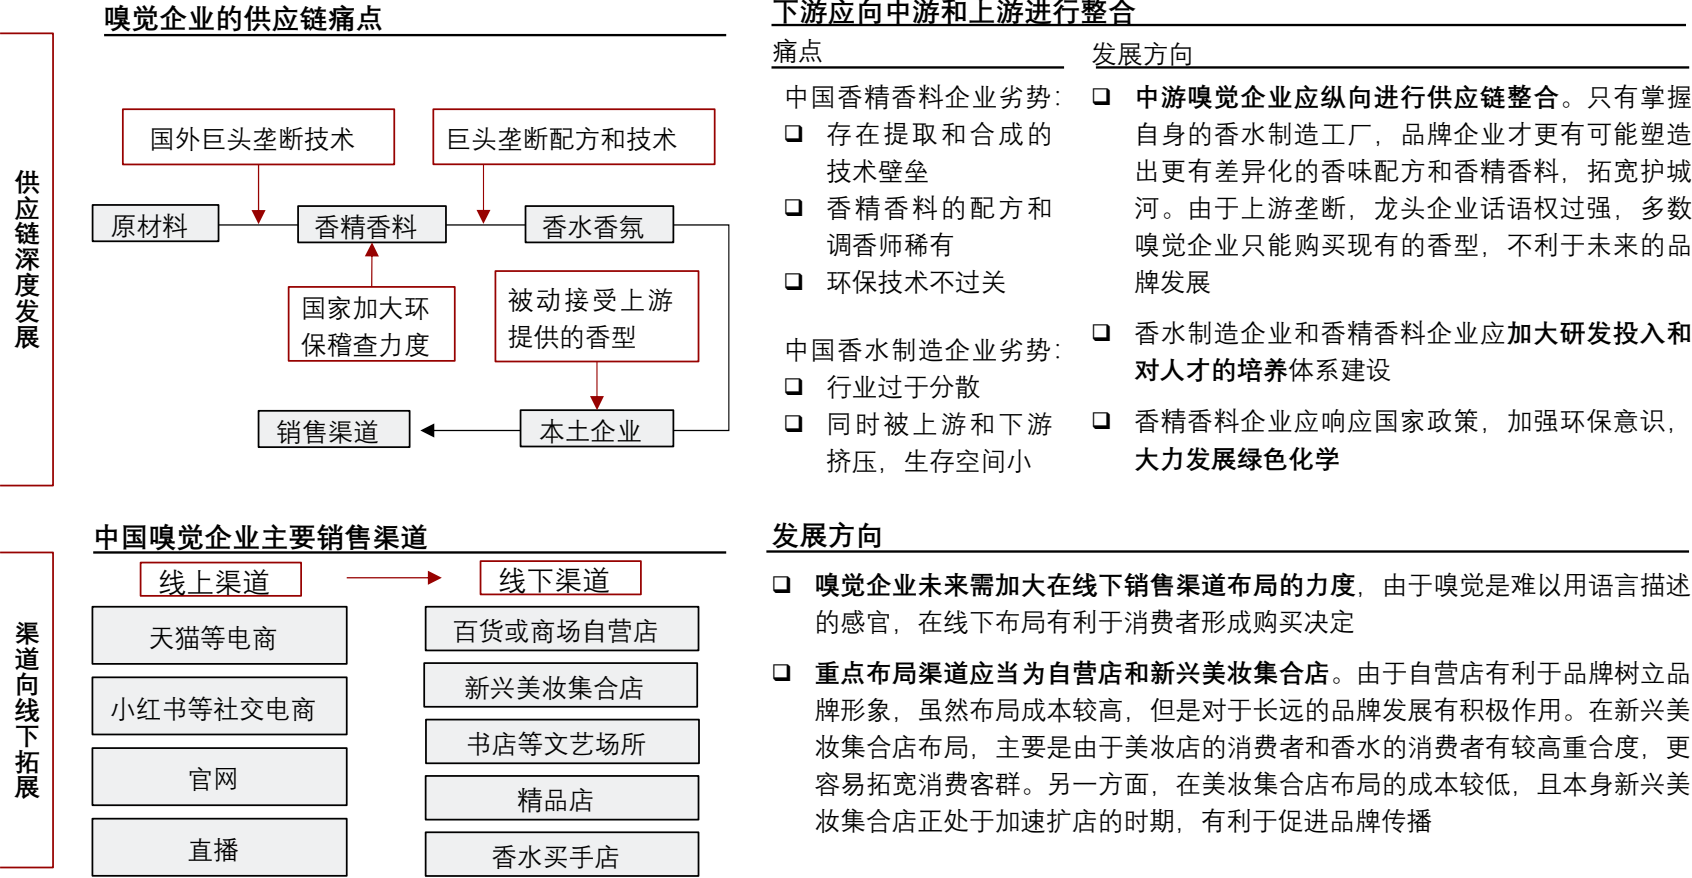 供应链深度发展
嗅觉企业的供应链痛点
国外巨头垄断技术
巨头垄断配方和技术
原材料
香精香料
香水香氛
国家加大环
保稽查力度
被动接受上游
提供的香型
销售渠道
本土企业
下游应向中游和上游进行整合
痛点
中国香精香料企业劣势：
存在提取和合成的
技术壁垒
香精香料的配方和
调香师稀有
环保技术不过关
中国香水制造企业劣势：
行业过于分散
同时被上游和下游
挤压，生存空间小
发展方向
中游嗅觉企业应纵向进行供应链整合。只有掌握
自身的香水制造工厂，品牌企业才更有可能塑造
出更有差异化的香味配方和香精香料，拓宽护城
河。由于上游垄断，龙头企业话语权过强，多数
嗅觉企业只能购买现有的香型，不利于未来的品
牌发展
香水制造企业和香精香料企业应加大研发投入和
对人才的培养体系建设
香精香料企业应响应国家政策，加强环保意识，
大力发展绿色化学
渠道向线下拓展
中国嗅觉企业主要销售渠道
线上渠道
天猫等电商
小红书等社交电商
官网
直播
线下渠道
百货或商场自营店
新兴美妆集合店
书店等文艺场所
精品店
香水买手店
发展方向
嗅觉企业未来需加大在线下销售渠道布局的力度，由于嗅觉是难以用语言描述
的感官，在线下布局有利于消费者形成购买决定
重点布局渠道应当为自营店和新兴美妆集合店。由于自营店有利于品牌树立品
牌形象，虽然布局成本较高，但是对于长远的品牌发展有积极作用。在新兴美
妆集合店布局，主要是由于美妆店的消费者和香水的消费者有较高重合度，更
容易拓宽消费客群。另一方面，在美妆集合店布局的成本较低，且本身新兴美
妆集合店正处于加速扩店的时期，有利于促进品牌传播